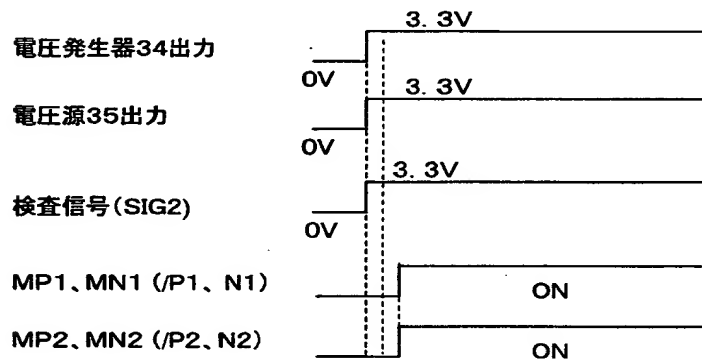 3. 3V
電圧発生器34出力
0V
3. 3V
電圧源35出力
0V
3. 3V
検査信号(SIG2)
0V
MP1、MN1 (/P1、N1)
ON
MP2、MN2 (/P2、N2)
ON